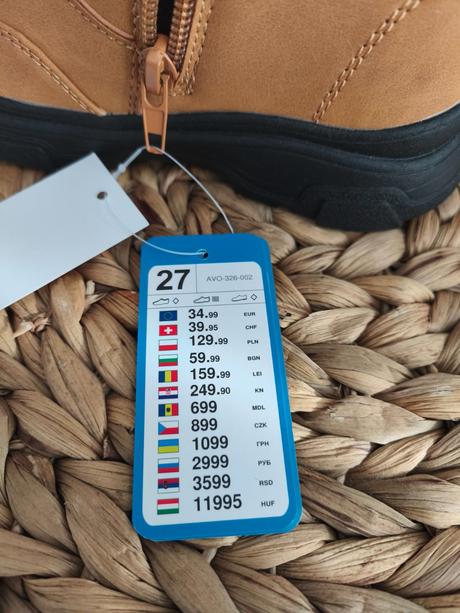 27 AVO-326-002
34.99 EUR
39.95 CHF
129.99 PLN
59.99 BGN
159.99 LEI
249.90 KN
699 MDL
899 CZK
1099 ГРН
2999 РУБ
3599 RSD
11995 HUF